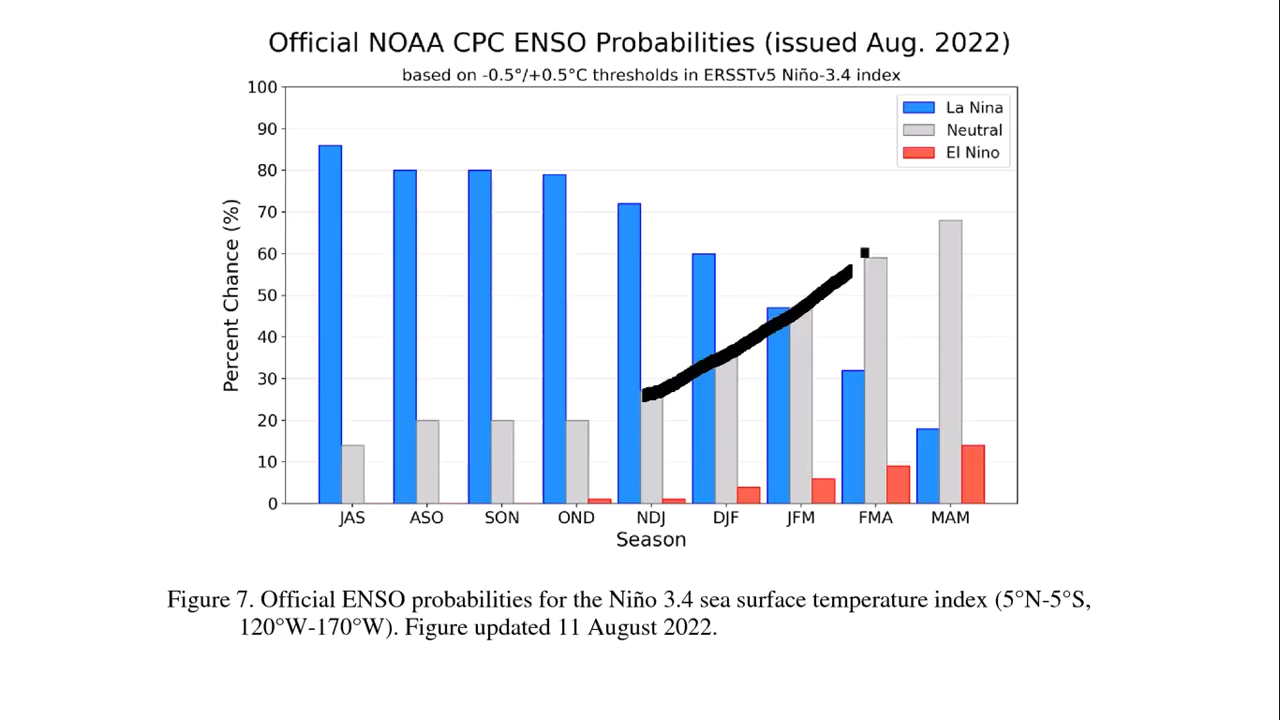 Official NOAA CPC ENSO Probabilities (issued Aug. 2022)
based on -0.5°/+0.5°C thresholds in ERSSTv5 Niño-3.4 index
100
90
80
70
60
50
40
30
20
10
0
Percent Chance (%)
La Nina
Neutral
El Nino
JAS ASO SON OND NDJ DJF JFM FMA MAM
Season
Figure 7. Official ENSO probabilities for the Niño 3.4 sea surface temperature index (5°N-5°S,
120°W-170°W). Figure updated 11 August 2022.